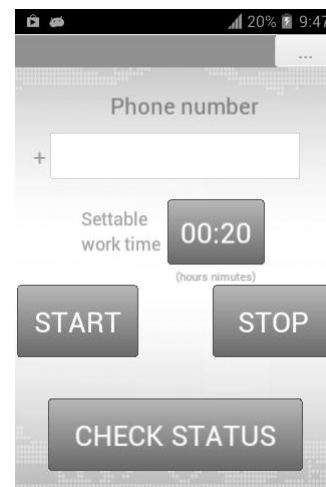 20% 9:47
...
Phone number
+
Settable
work time
00:20
(hours nimutes)
START STOP
CHECK STATUS